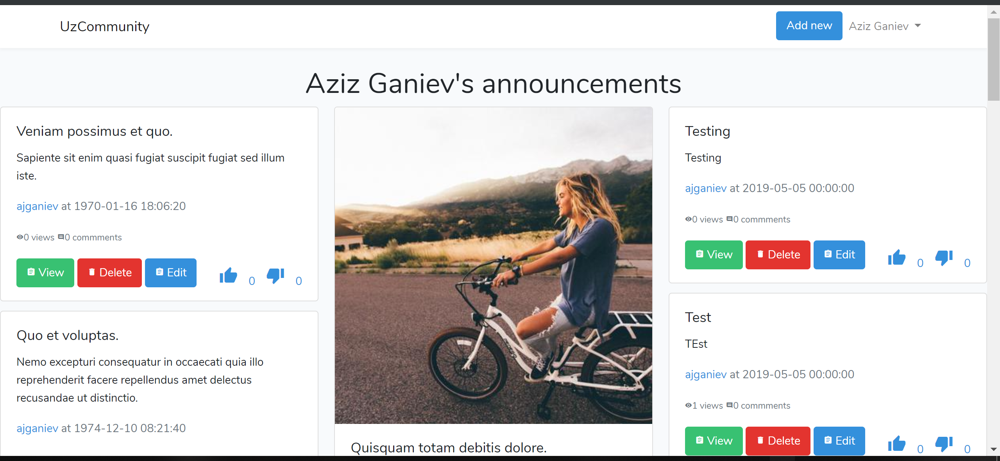 UzCommunity
Add new
Aziz Ganiev
Aziz Ganiev's announcements
Veniam possimus et quo.
Sapiente sit enim quasi fugiat suscipit fugiat sed illum
iste.
ajganiev at 1970-01-16 18:06:20
0 views 0 commments
View Delete Edit 0 0
Quo et voluptas.
Nemo excepturi consequatur in occaecati quia illo
reprehenderit facere repellendus amet delectus
recusandae ut distinctio.
ajganiev at 1974-12-10 08:21:40
Quisquam totam debitis dolore.
Testing
Testing
ajganiev at 2019-05-05 00:00:00
0 views 0 commments
View Delete Edit 0 0
Test
TEst
ajganiev at 2019-05-05 00:00:00
1 views 0 commments
View Delete Edit 0 0